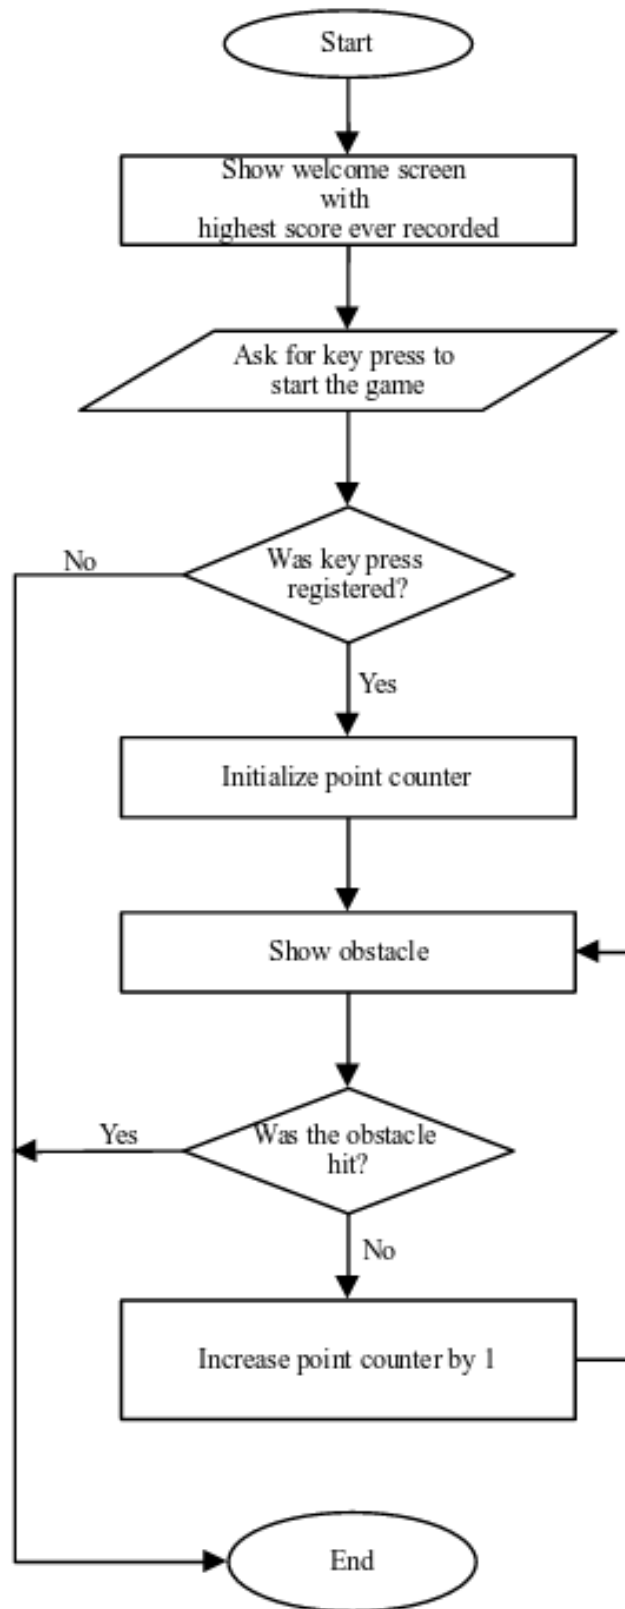 Start
Show welcome screen
with
highest score ever recorded
Ask for key press to
start the game
No
Was key press
registered?
Yes
Initialize point counter
Show obstacle
Yes
Was the obstacle
hit?
No
Increase point counter by 1
End